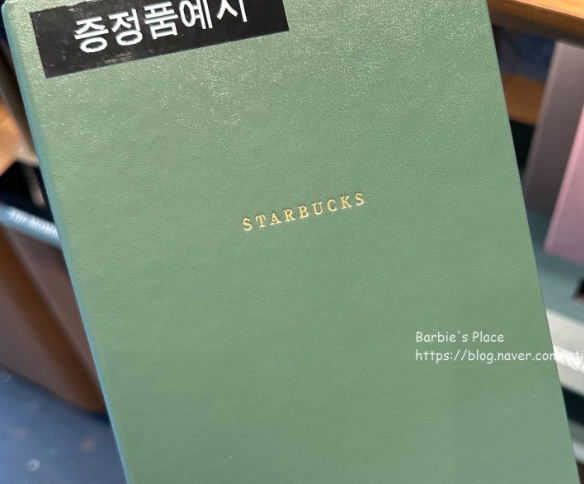 증정품예시
STARBUCKS
Barbie's Place
https://blog.naver.com/